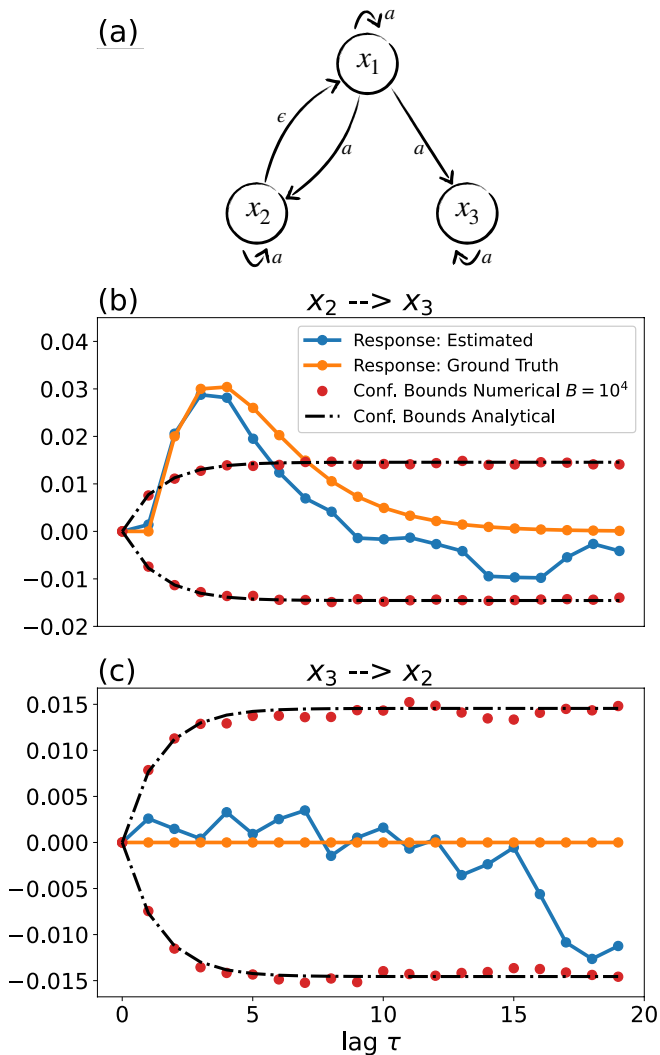 (a)
a
x1
ϵ
a
a
x2
x3
a
a
(b)
x2 --> x3
0.04
0.03
0.02
0.01
0.00
−0.01
−0.02
Response: Estimated
Response: Ground Truth
Conf. Bounds Numerical B = 10^4
Conf. Bounds Analytical
(c)
x3 --> x2
0.015
0.010
0.005
0.000
−0.005
−0.010
−0.015
0 5 10 15 20
lag τ